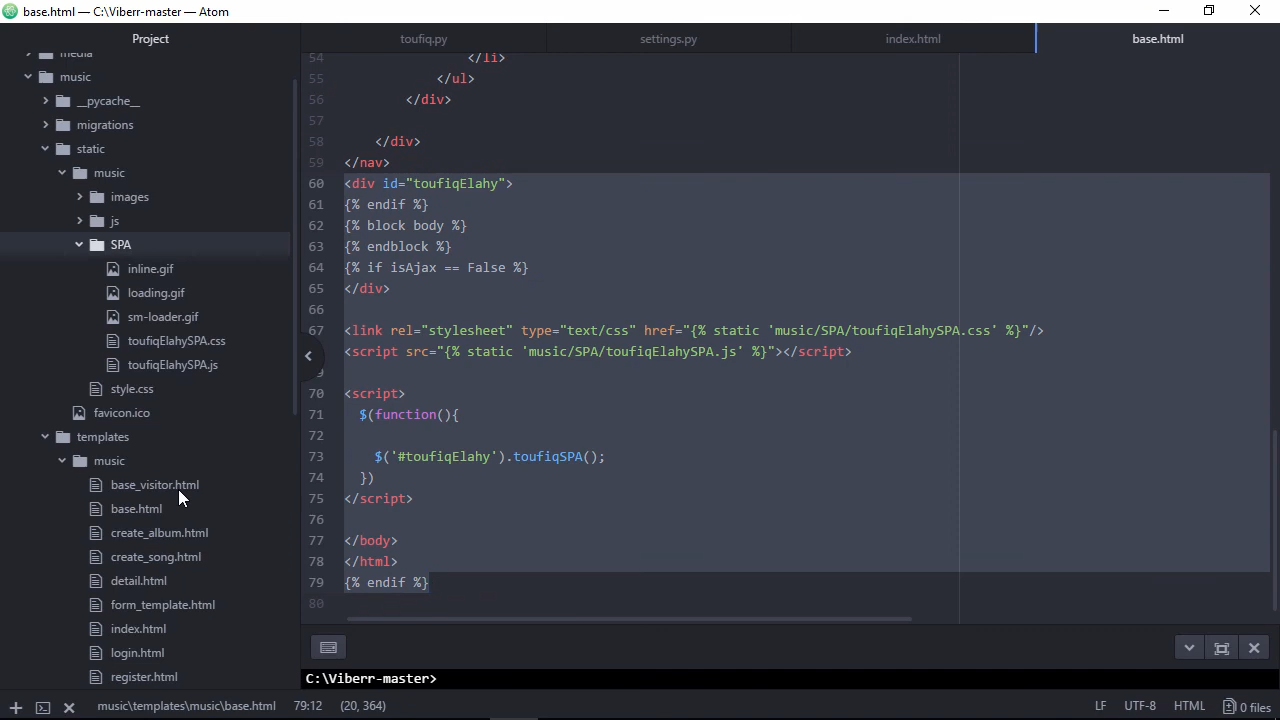 base.html — C:\Viberr-master — Atom
Project
toufiq.py
settings.py
index.html
base.html
media
music
__pycache__
migrations
static
music
images
js
SPA
inline.gif
loading.gif
sm-loader.gif
toufiqElahySPA.css
toufiqElahySPA.js
style.css
favicon.ico
templates
music
base_visitor.html
base.html
create_album.html
create_song.html
detail.html
form_template.html
index.html
login.html
register.html
54 </li>
55 </ul>
56 </div>
57
58 </div>
59 </nav>
60 <div id="toufiqElahy">
61 {% endif %}
62 {% block body %}
63 {% endblock %}
64 {% if isAjax == False %}
65 </div>
66
67 <link rel="stylesheet" type="text/css" href="{% static 'music/SPA/toufiqElahySPA.css' %}"/>
68 <script src="{% static 'music/SPA/toufiqElahySPA.js' %}"></script>
70 <script>
71 $(function(){
72
73 $('#toufiqElahy').toufiqSPA();
74 })
75 </script>
76
77 </body>
78 </html>
79 {% endif %}
80
C:\Viberr-master>
music\templates\music\base.html 79:12 (20, 364) LF UTF-8 HTML 0 files